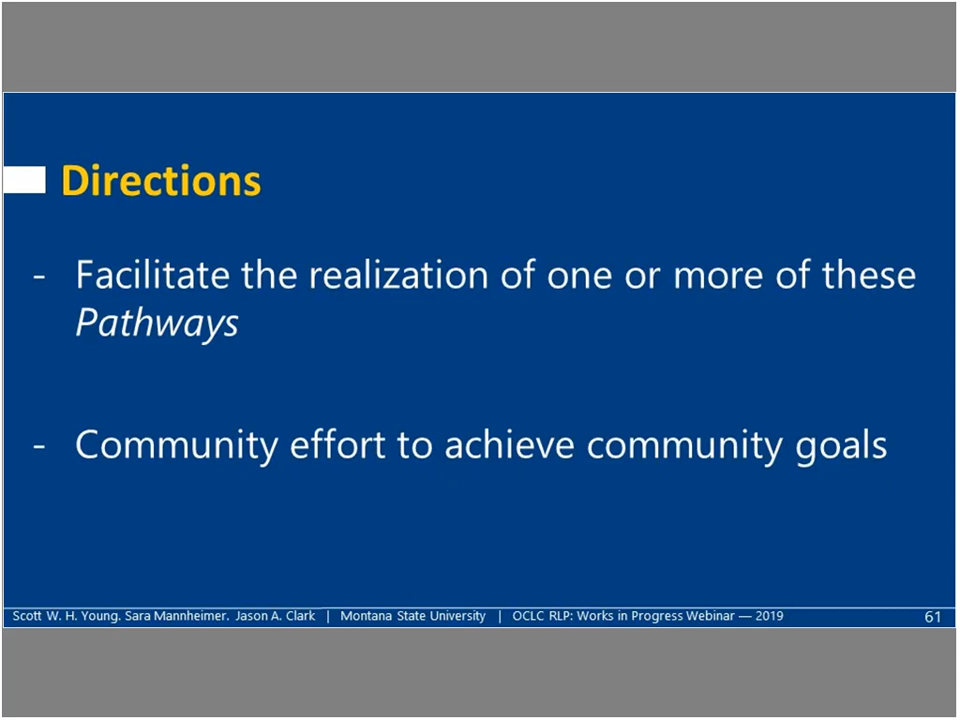 Directions
- Facilitate the realization of one or more of these
Pathways
- Community effort to achieve community goals
Scott W. H. Young. Sara Mannheimer. Jason A. Clark | Montana State University | OCLC RLP: Works in Progress Webinar — 2019 61